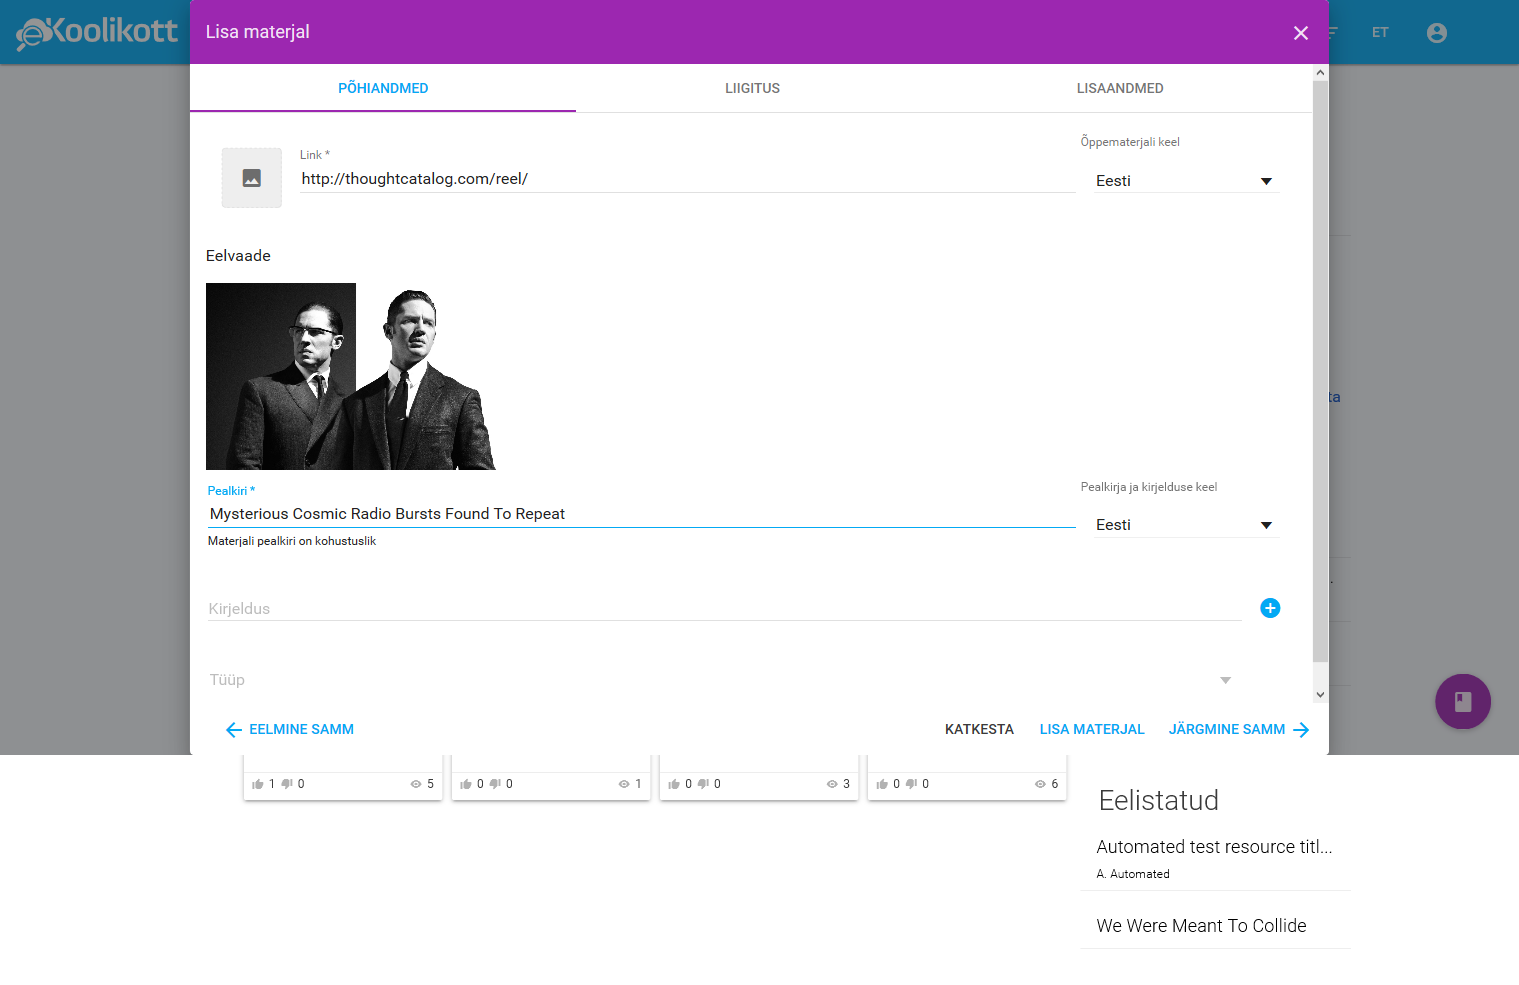 eKoolikott
Lisa materjal
ET
PÕHIANDMED
LIIGITUS
LISAANDMED
Link *
http://thoughtcatalog.com/reel/
Õppematerjali keel
Eesti
Eelvaade
ta
Pealkiri *
Mysterious Cosmic Radio Bursts Found To Repeat
Materjali pealkiri on kohustuslik
Pealkirja ja kirjelduse keel
Eesti
Kirjeldus
Tüüp
EELMINE SAMM
KATKESTA
LISA MATERJAL
JÄRGMINE SAMM
1 0 5
0 0 1
0 0 3
0 0 6
Eelistatud
Automated test resource titl...
A. Automated
We Were Meant To Collide